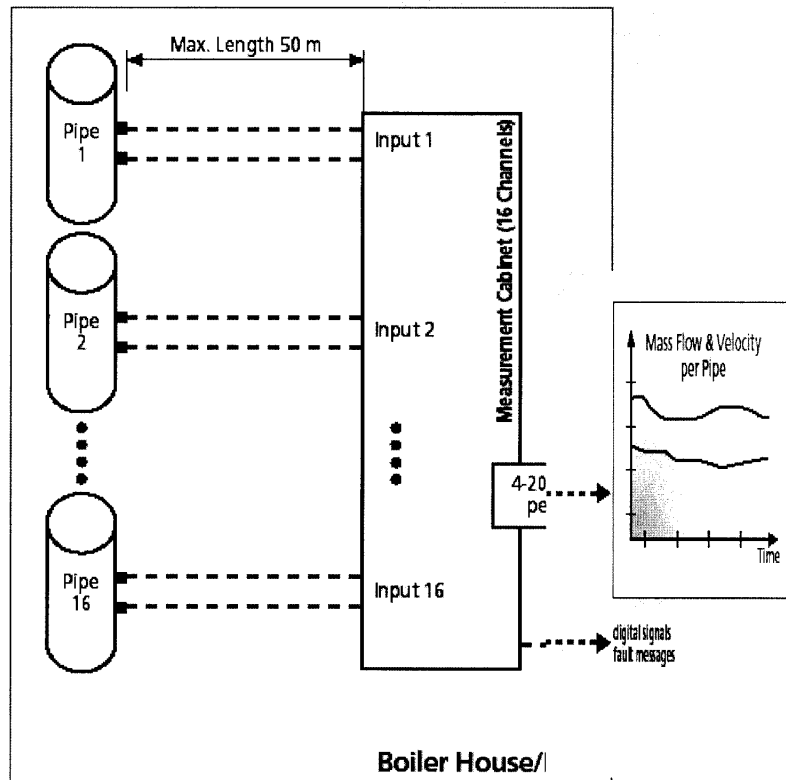 Max. Length 50 m
Pipe
1
Input 1
Measurement Cabinet (16 Channels)
Pipe
2
Input 2
Mass Flow & Velocity
per Pipe
4-20
pe
Time
Pipe
16
Input 16
digital signals
fault messages
Boiler House/